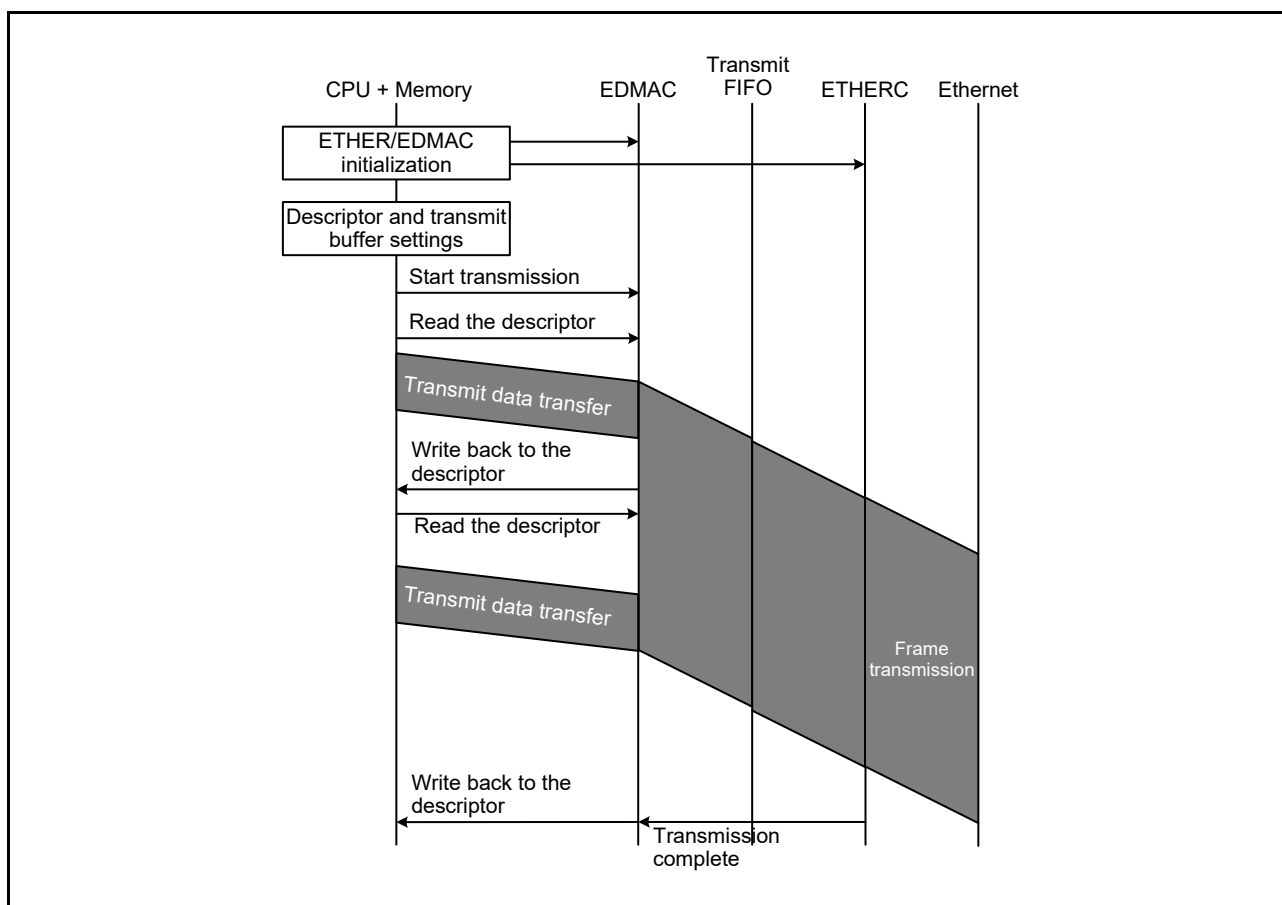 Transmit
FIFO
CPU + Memory
EDMAC
ETHERC
Ethernet
ETHER/EDMAC
initialization
Descriptor and transmit
buffer settings
Start transmission
Read the descriptor
Transmit data transfer
Write back to the
descriptor
Read the descriptor
Transmit data transfer
Frame
transmission
Write back to the
descriptor
Transmission
complete